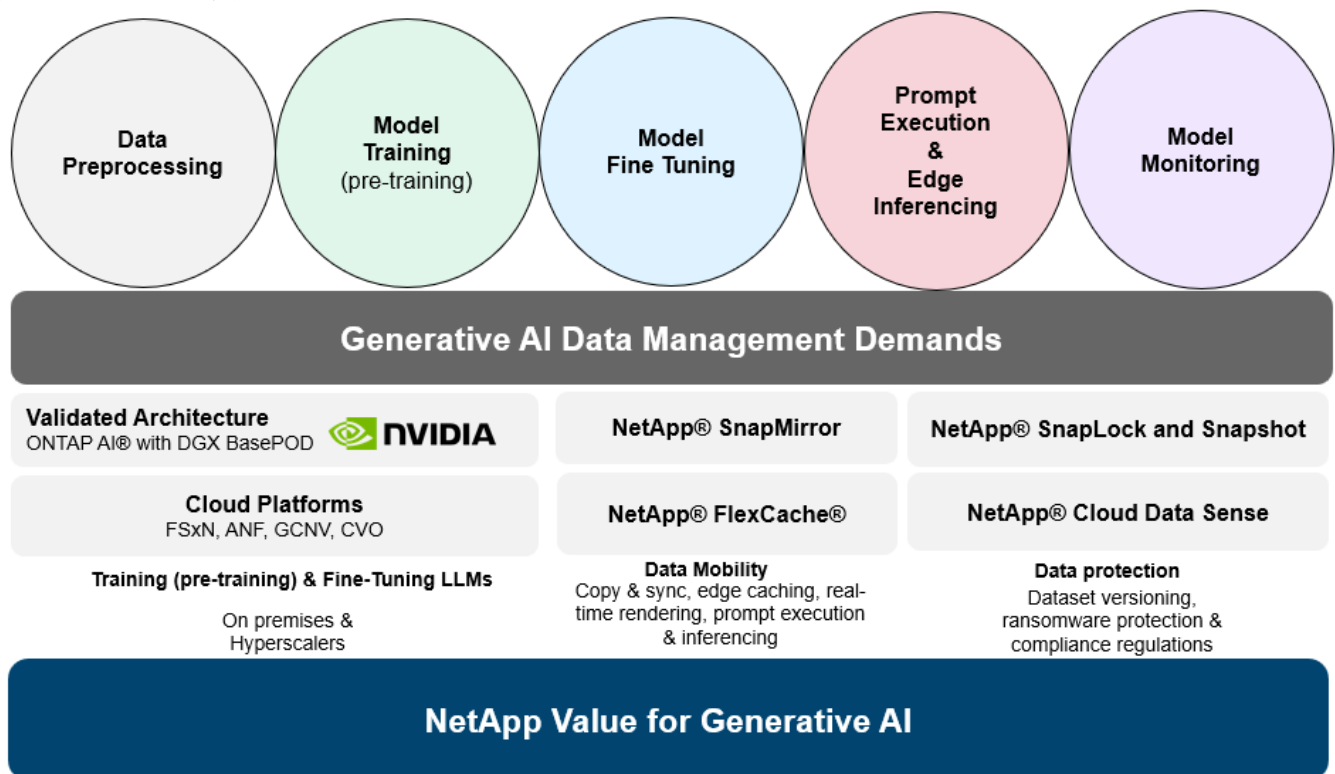 Data
Preprocessing
Model
Training
(pre-training)
Model
Fine Tuning
Prompt
Execution
&
Edge
Inferencing
Model
Monitoring
Generative AI Data Management Demands
Validated Architecture
ONTAP AI® with DGX BasePOD
NVIDIA
Cloud Platforms
FSxN, ANF, GCNV, CVO
Training (pre-training) & Fine-Tuning LLMs
On premises &
Hyperscalers
NetApp® SnapMirror
NetApp® FlexCache®
Data Mobility
Copy & sync, edge caching, real-
time rendering, prompt execution
& inferencing
NetApp® SnapLock and Snapshot
NetApp® Cloud Data Sense
Data protection
Dataset versioning,
ransomware protection &
compliance regulations
NetApp Value for Generative AI